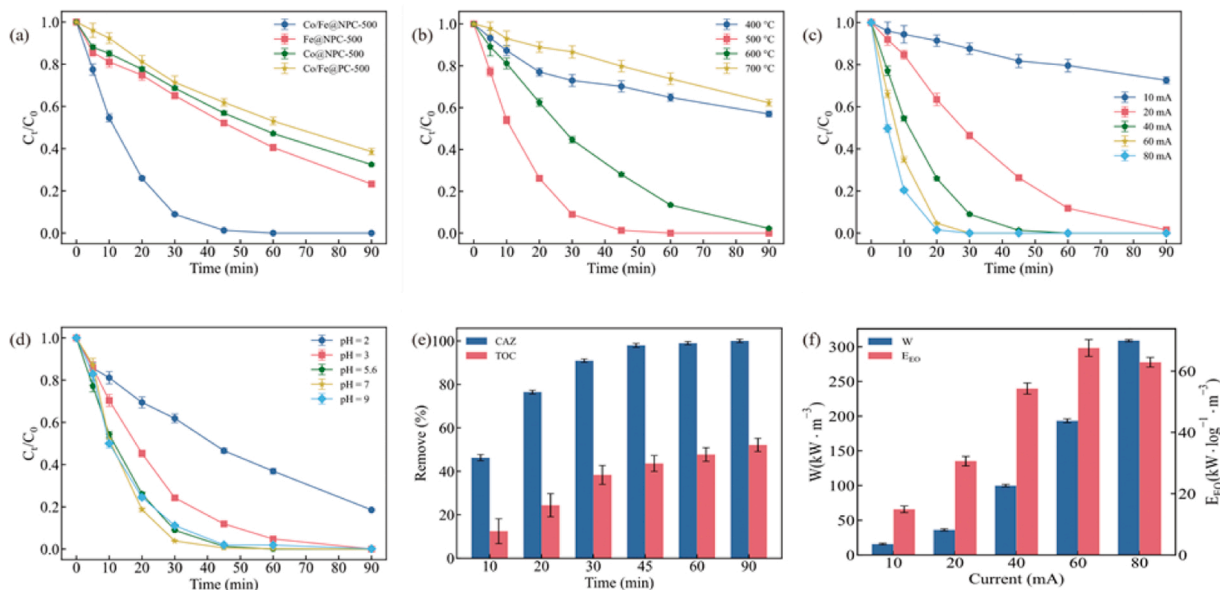 (a)
Co/Fe@NPC-500
Fe@NPC-500
Co@NPC-500
Co/Fe@PC-500
1.0
0.8
0.6
0.4
0.2
0.0
Cₜ/C₀
0 10 20 30 40 50 60 70 80 90
Time (min)
(b)
400 °C
500 °C
600 °C
700 °C
1.0
0.8
0.6
0.4
0.2
0.0
Cₜ/C₀
0 10 20 30 40 50 60 70 80 90
Time (min)
(c)
10 mA
20 mA
40 mA
60 mA
80 mA
1.0
0.8
0.6
0.4
0.2
0.0
Cₜ/C₀
0 10 20 30 40 50 60 70 80 90
Time (min)
(d)
pH = 2
pH = 3
pH = 5.6
pH = 7
pH = 9
1.0
0.8
0.6
0.4
0.2
0.0
Cₜ/C₀
0 10 20 30 40 50 60 70 80 90
Time (min)
(e)
CAZ
TOC
100
80
60
40
20
0
Remove (%)
10 20 30 45 60 90
Time (min)
(f)
W
E_EO
300
250
200
150
100
50
0
W(kW · m⁻³)
60
40
20
0
E_EO(kW · log⁻¹ · m⁻³)
10 20 40 60 80
Current (mA)